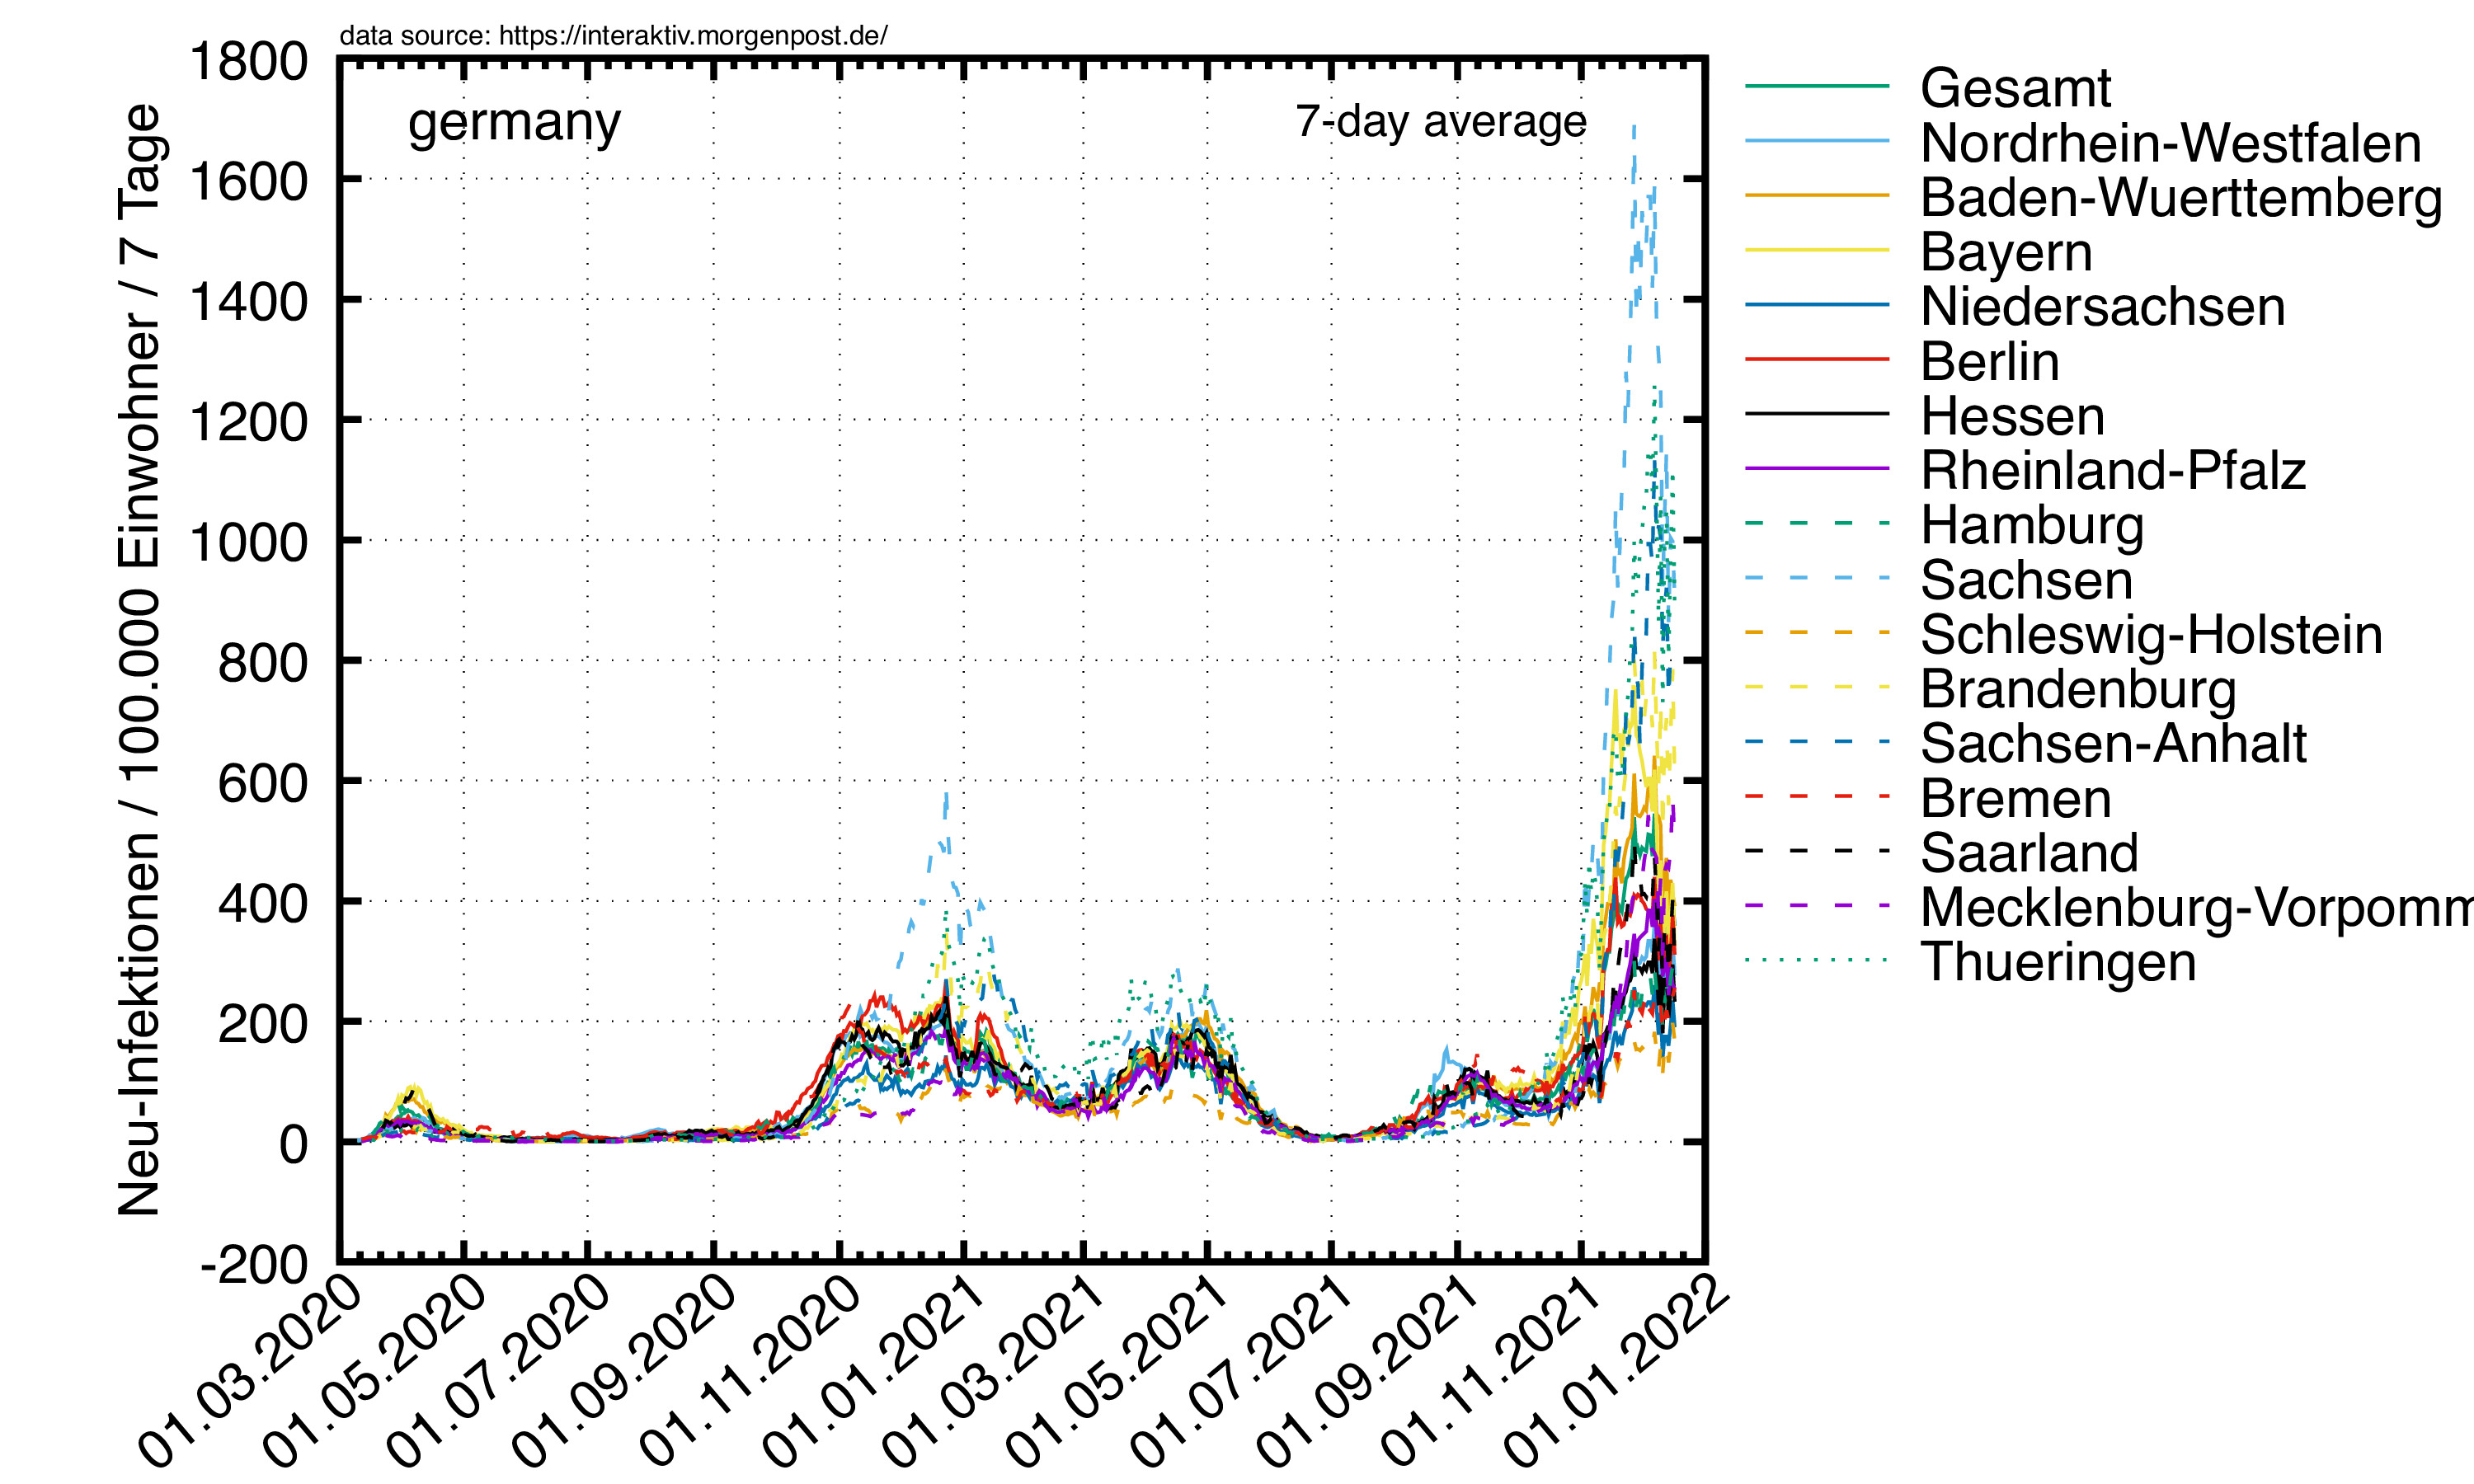 data source: https://interaktiv.morgenpost.de/
germany
7-day average
Neu-Infektionen / 100.000 Einwohner / 7 Tage
1800
1600
1400
1200
1000
800
600
400
200
0
-200
01.03.2020
01.05.2020
01.07.2020
01.09.2020
01.11.2020
01.01.2021
01.03.2021
01.05.2021
01.07.2021
01.09.2021
01.11.2021
01.01.2022
Gesamt
Nordrhein-Westfalen
Baden-Wuerttemberg
Bayern
Niedersachsen
Berlin
Hessen
Rheinland-Pfalz
Hamburg
Sachsen
Schleswig-Holstein
Brandenburg
Sachsen-Anhalt
Bremen
Saarland
Mecklenburg-Vorpomm
Thueringen